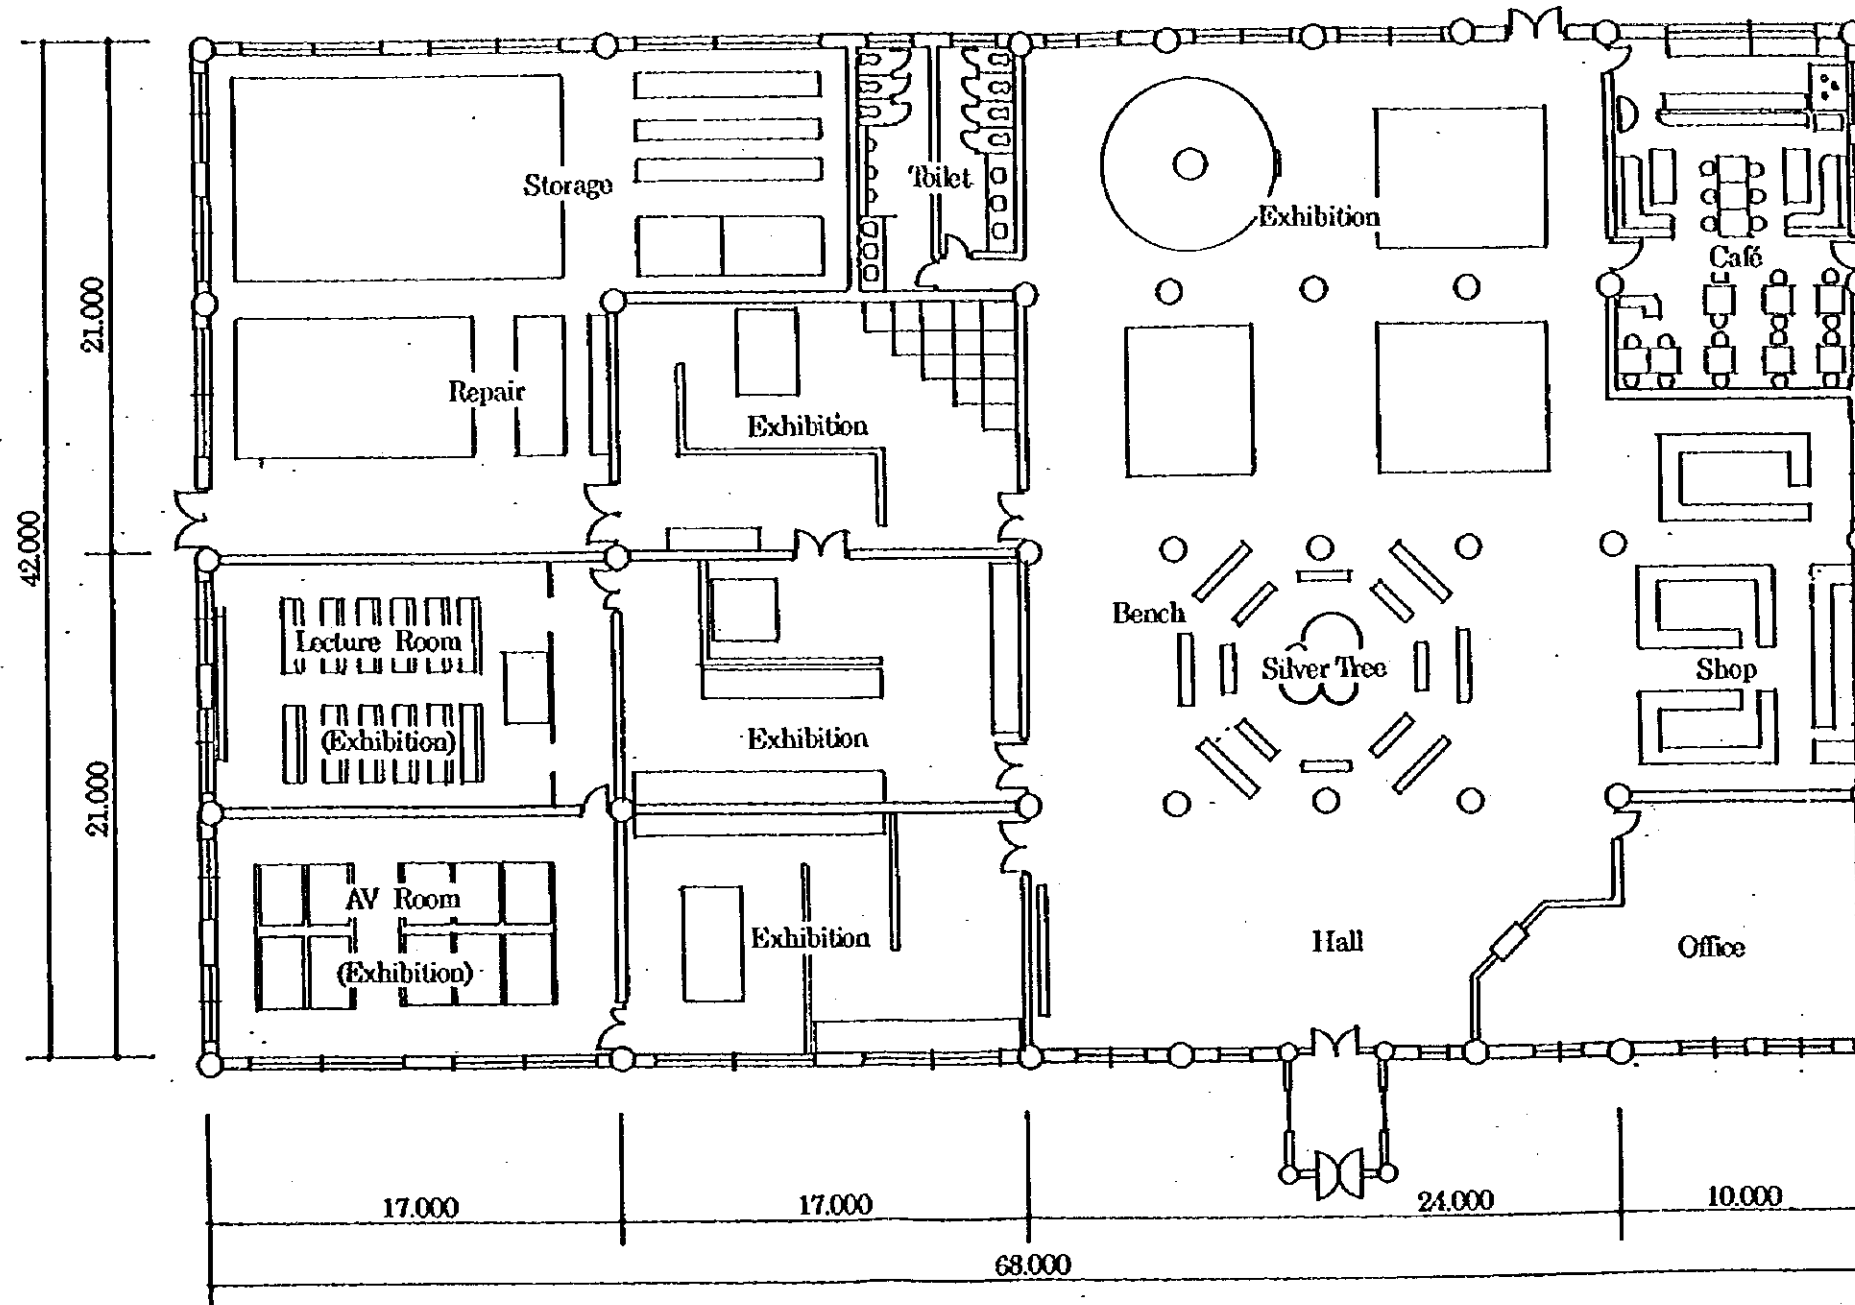 Storage
Toilet
Exhibition
Café
21.000
Repair
Exhibition
42.000
Bench
Lecture Room
Silver Tree
Shop
(Exhibition)
Exhibition
21.000
AV Room
Exhibition
Hall
Office
(Exhibition)
17.000
17.000
24.000
10.000
68.000